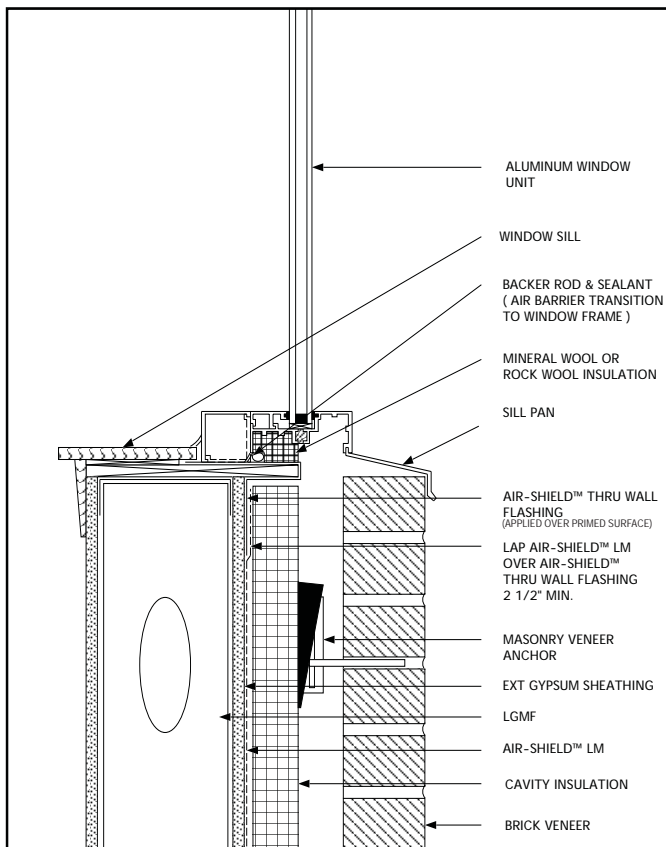 ALUMINUM WINDOW
UNIT
WINDOW SILL
BACKER ROD & SEALANT
( AIR BARRIER TRANSITION
TO WINDOW FRAME )
MINERAL WOOL OR
ROCK WOOL INSULATION
SILL PAN
AIR-SHIELD™ THRU WALL
FLASHING
(APPLIED OVER PRIMED SURFACE)
LAP AIR-SHIELD™ LM
OVER AIR-SHIELD™
THRU WALL FLASHING
2 1/2" MIN.
MASONRY VENEER
ANCHOR
EXT GYPSUM SHEATHING
LGMF
AIR-SHIELD™ LM
CAVITY INSULATION
BRICK VENEER